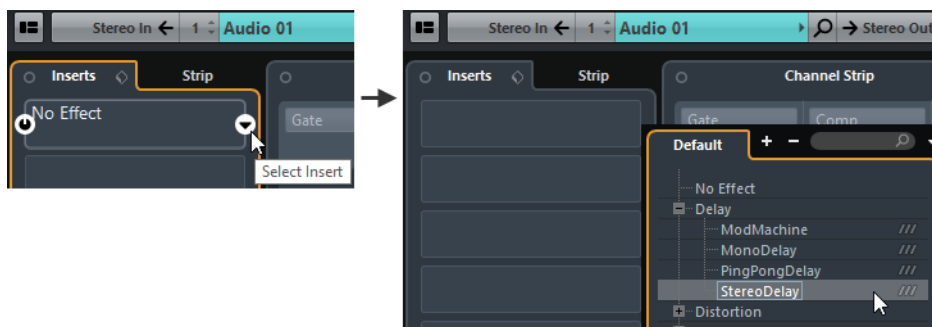 Stereo In ← 1 Audio 01
Inserts Strip
No Effect
Gate
Select Insert
Stereo In ← 1 Audio 01 → Stereo Out
Inserts Strip Channel Strip
Gate Comp
Default + −
No Effect
Delay
ModMachine ///
MonoDelay ///
PingPongDelay ///
StereoDelay ///
Distortion